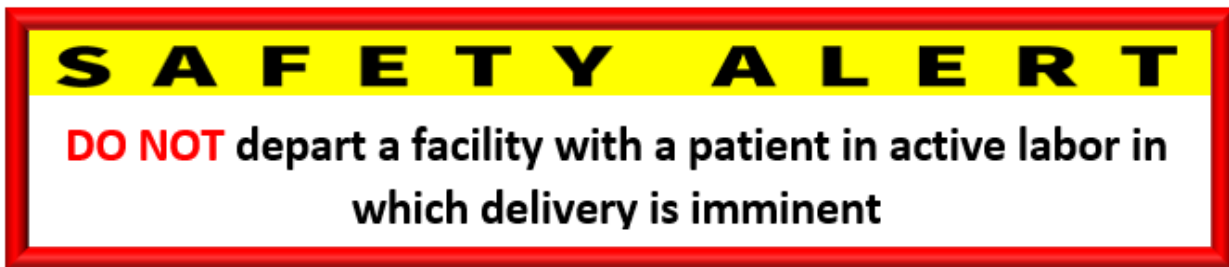 SAFETY ALERT
DO NOT depart a facility with a patient in active labor in
which delivery is imminent